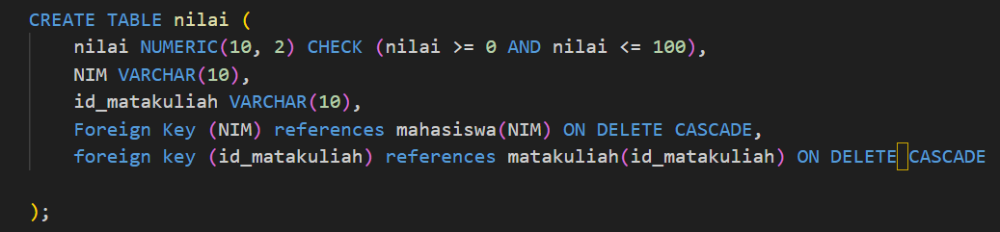 CREATE TABLE nilai (
nilai NUMERIC(10, 2) CHECK (nilai >= 0 AND nilai <= 100),
NIM VARCHAR(10),
id_matakuliah VARCHAR(10),
Foreign Key (NIM) references mahasiswa(NIM) ON DELETE CASCADE,
foreign key (id_matakuliah) references matakuliah(id_matakuliah) ON DELETE CASCADE
);